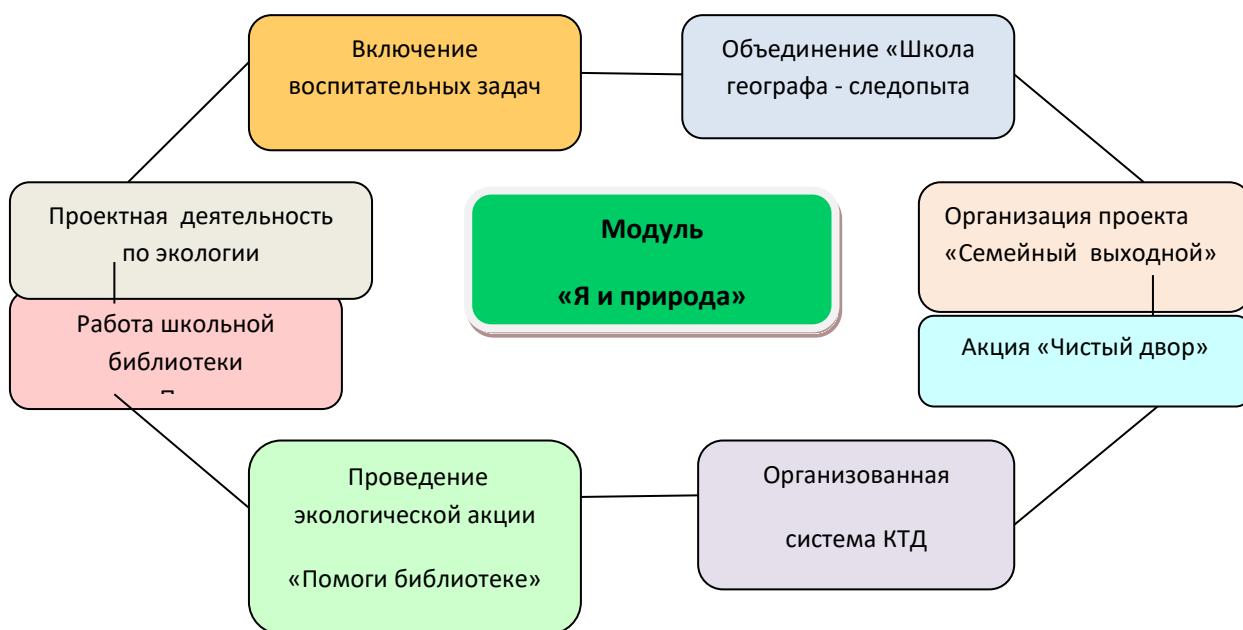 Включение
воспитательных задач
Объединение «Школа
географа - следопыта
Проектная деятельность
по экологии
Модуль
«Я и природа»
Организация проекта
«Семейный выходной»
Работа школьной
библиотеки
Акция «Чистый двор»
Проведение
экологической акции
«Помоги библиотеке»
Организованная
система КТД